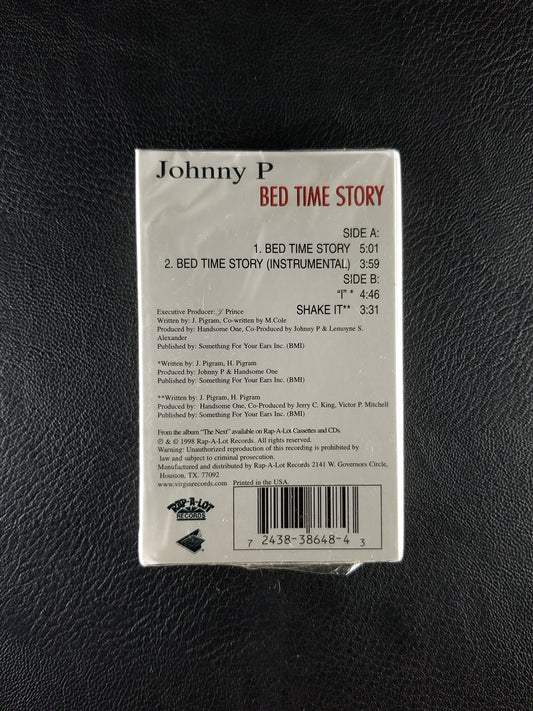 Johnny P
BED TIME STORY
SIDE A:
1. BED TIME STORY 5:01
2. BED TIME STORY (INSTRUMENTAL) 3:59
SIDE B:
"I" * 4:46
SHAKE IT** 3:31
Executive Producer: J Prince
Written by: J. Pigram, Co-written by M.Cole
Produced by: Handsome One, Co-Produced by Johnny P & Lemoyne S.
Alexander
Published by: Something For Your Ears Inc. (BMI)
*Written by: J. Pigram, H. Pigram
Produced by: Johnny P & Handsome One
Published by: Something For Your Ears Inc. (BMI)
**Written by: J. Pigram, H. Pigram
Produced by: Handsome One, Co-Produced by Jerry C. King, Victor P. Mitchell
Published by: Something For Your Ears Inc. (BMI)
From the album "The Next" available on Rap-A-Lot Cassettes and CDs.
℗ & © 1998 Rap-A-Lot Records. All rights reserved.
Warning: Unauthorized reproduction of this recording is prohibited by
law and subject to criminal prosecution.
Manufactured and distributed by Rap-A-Lot Records 2141 W. Governors Circle,
Houston, TX. 77092
www.virginrecords.com Printed in the USA.
RAP-A-LOT
RECORDS
7 2438-38648-4 3